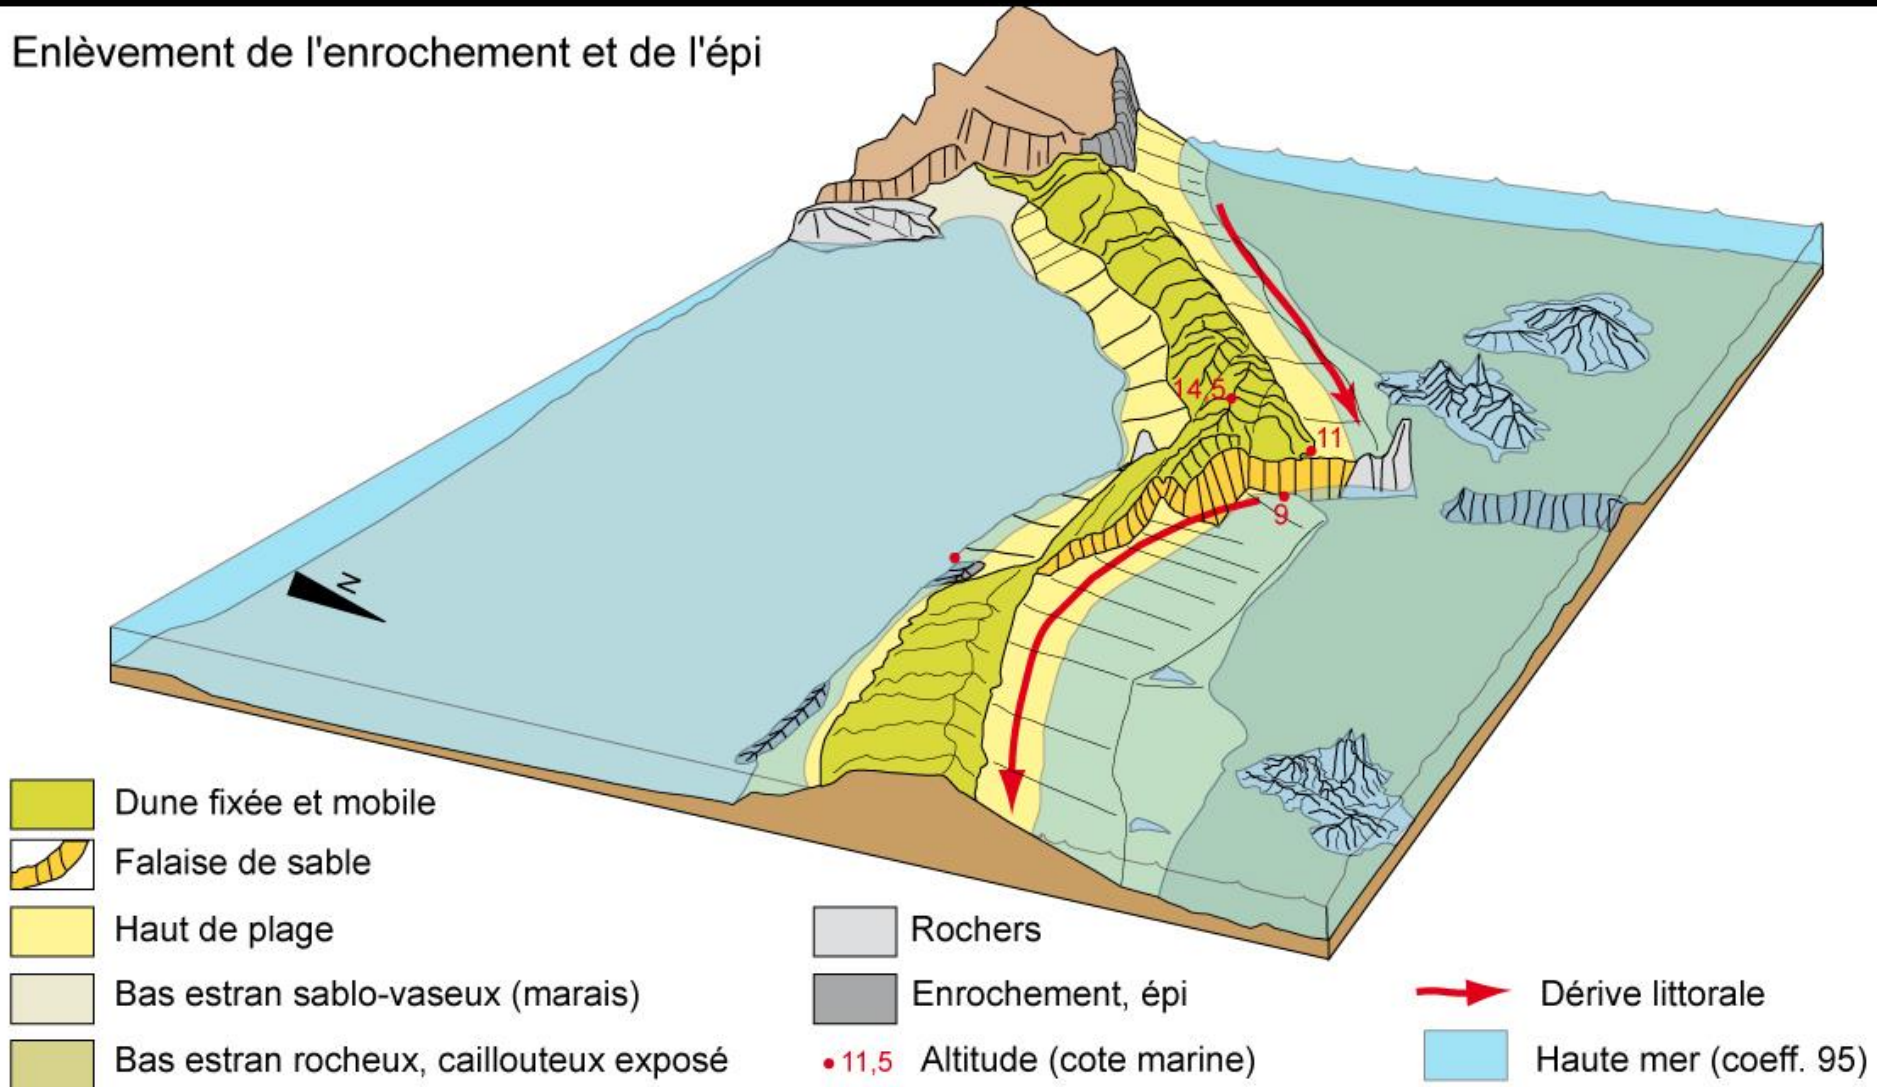 Enlèvement de l'enrochement et de l'épi
14,5
11
9
N
Dune fixée et mobile
Falaise de sable
Haut de plage
Bas estran sablo-vaseux (marais)
Bas estran rocheux, caillouteux exposé
Rochers
Enrochement, épi
11,5 Altitude (cote marine)
Dérive littorale
Haute mer (coeff. 95)